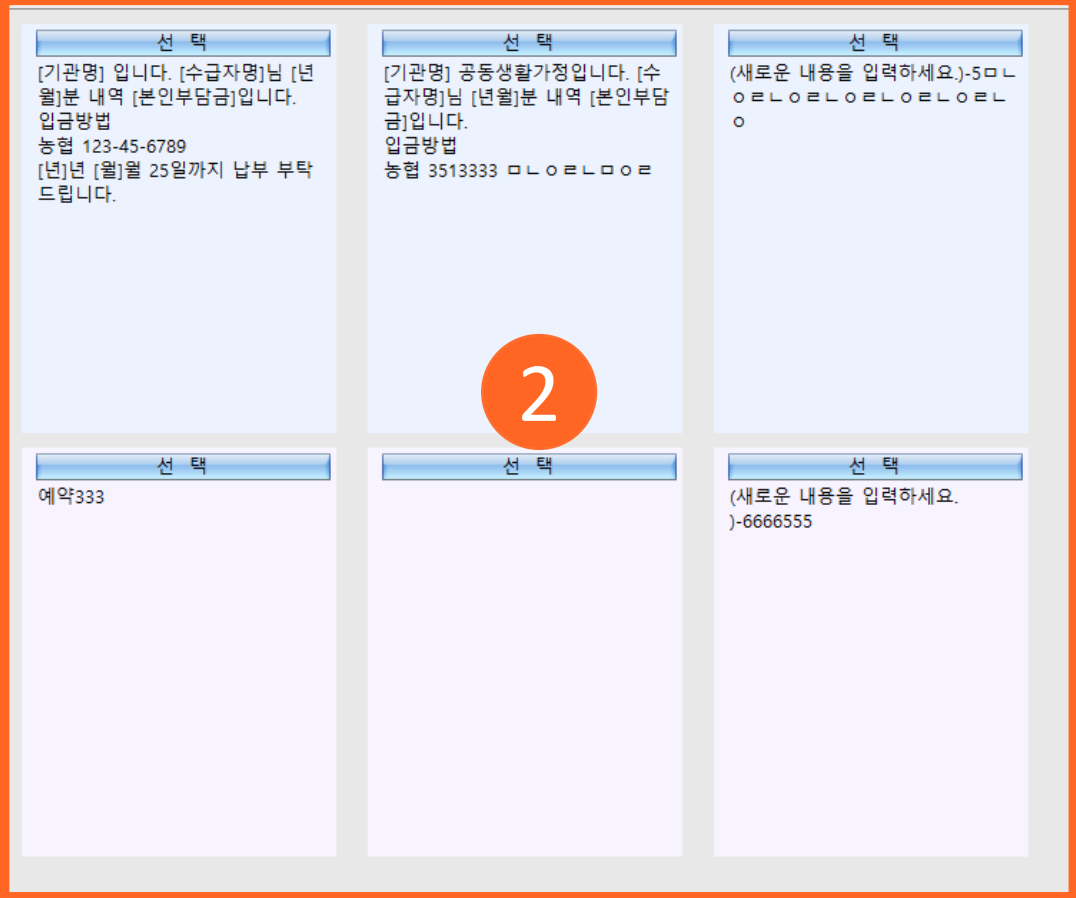 선 택
[기관명] 입니다. [수급자명]님 [년
월]분 내역 [본인부담금]입니다.
입금방법
농협 123-45-6789
[년]년 [월]월 25일까지 납부 부탁
드립니다.
선 택
[기관명] 공동생활가정입니다. [수
급자명]님 [년월]분 내역 [본인부담
금]입니다.
입금방법
농협 3513333 ㅁㄴㅇㄹㄴㅁㅇㄹ
선 택
(새로운 내용을 입력하세요.)-5ㅁㄴ
ㅇㄹㄴㅇㄹㄴㅇㄹㄴㅇㄹㄴㅇㄹㄴ
ㅇ
2
선 택
예약333
선 택
선 택
(새로운 내용을 입력하세요.
)-6666555